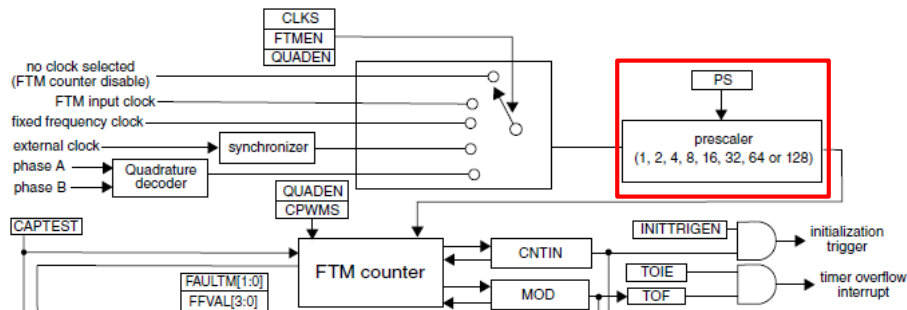 CLKS
FTMEN
QUADEN
no clock selected
(FTM counter disable)
FTM input clock
fixed frequency clock
external clock
synchronizer
phase A
phase B
Quadrature
decoder
PS
prescaler
(1, 2, 4, 8, 16, 32, 64 or 128)
QUADEN
CPWMS
CAPTEST
FTM counter
CNTIN
MOD
INITTRIGEN
initialization
trigger
TOIE
TOF
timer overflow
interrupt
FAULTM[1:0]
FFVAL[3:0]